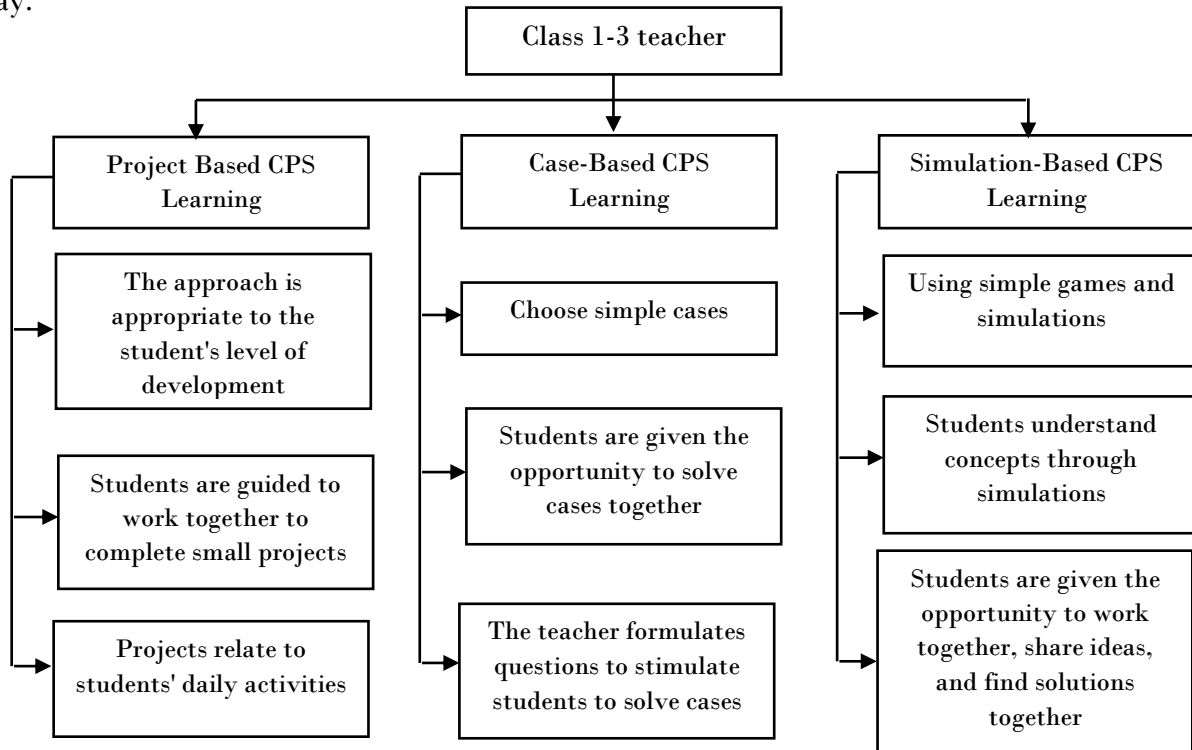 ay.
Class 1-3 teacher
Project Based CPS
Learning
The approach is
appropriate to the
student's level of
development
Students are guided to
work together to
complete small projects
Projects relate to
students' daily activities
Case-Based CPS
Learning
Choose simple cases
Students are given the
opportunity to solve
cases together
The teacher formulates
questions to stimulate
students to solve cases
Simulation-Based CPS
Learning
Using simple games and
simulations
Students understand
concepts through
simulations
Students are given the
opportunity to work
together, share ideas,
and find solutions
together